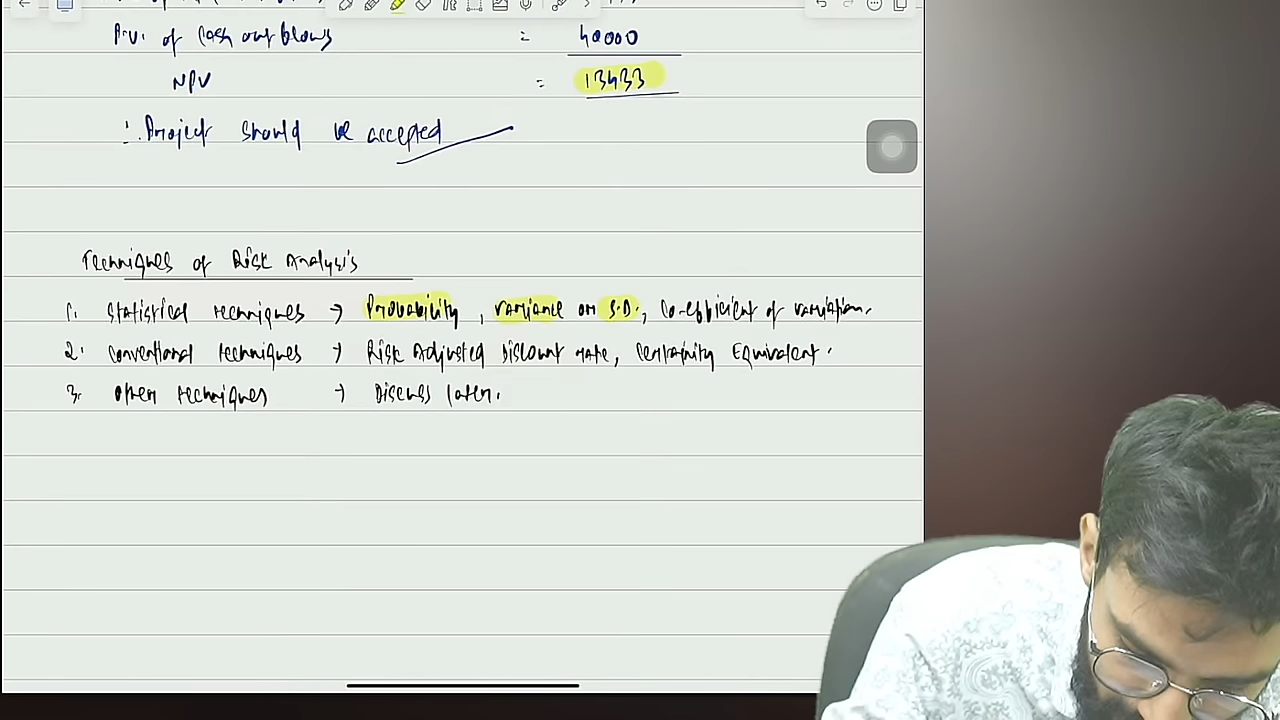 P.V. of Cash outflows = 40000
NPV = 13433
∴ Project should be accepted
Techniques of Risk Analysis
1. Statistical techniques → Probability, variance or S.D., Co-efficient of variation.
2. Conventional techniques → Risk Adjusted Discount rate, Certainity Equivalent.
3. Other techniques → Discuss later.